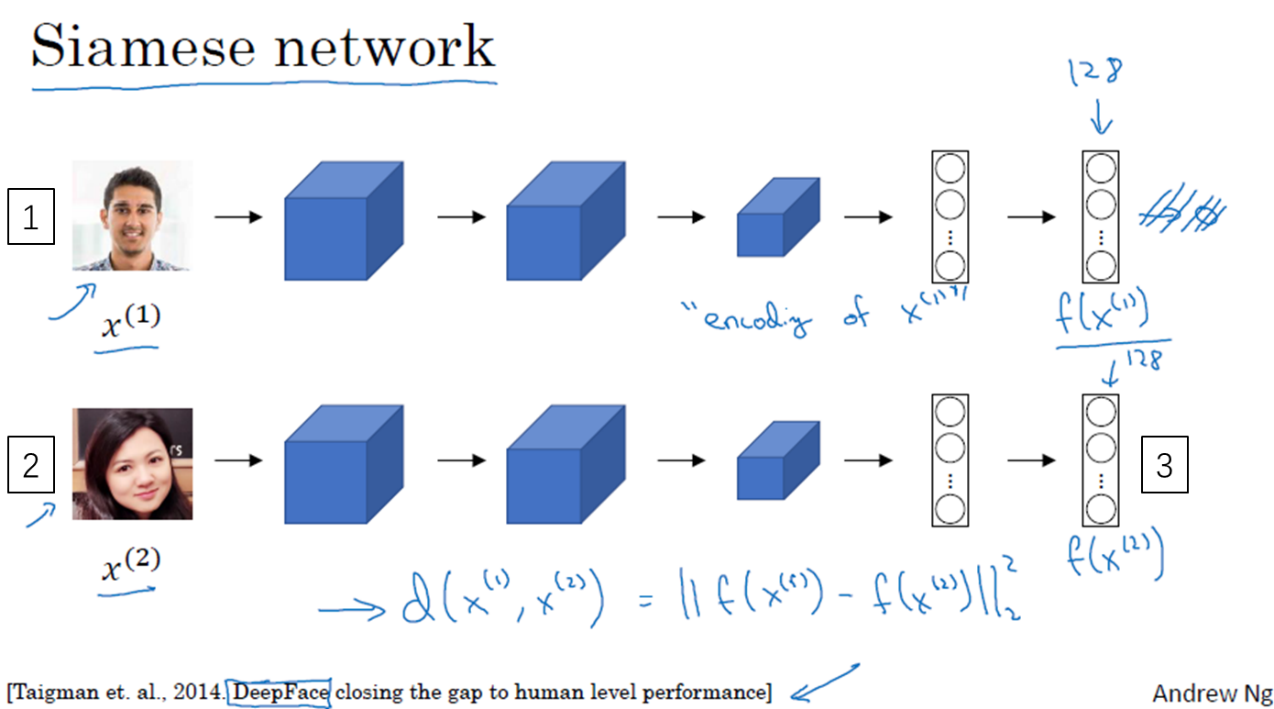 Siamese network
128
1
x^(1)
"encoding of x^(1)"
f(x^(1))
128
rs
2
3
x^(2)
f(x^(2))
d(x^(1), x^(2)) = ||f(x^(1)) - f(x^(2))||_2^2
[Taigman et. al., 2014. DeepFace closing the gap to human level performance]
Andrew Ng